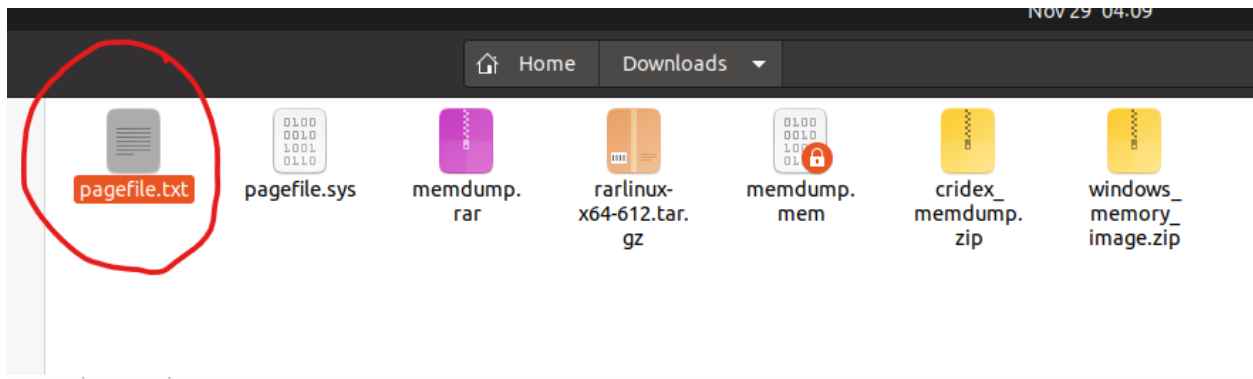 Nov 29 04:09
Home Downloads
pagefile.txt
pagefile.sys
memdump.
rar
rarlinux-
x64-612.tar.
gz
memdump.
mem
cridex_
memdump.
zip
windows_
memory_
image.zip